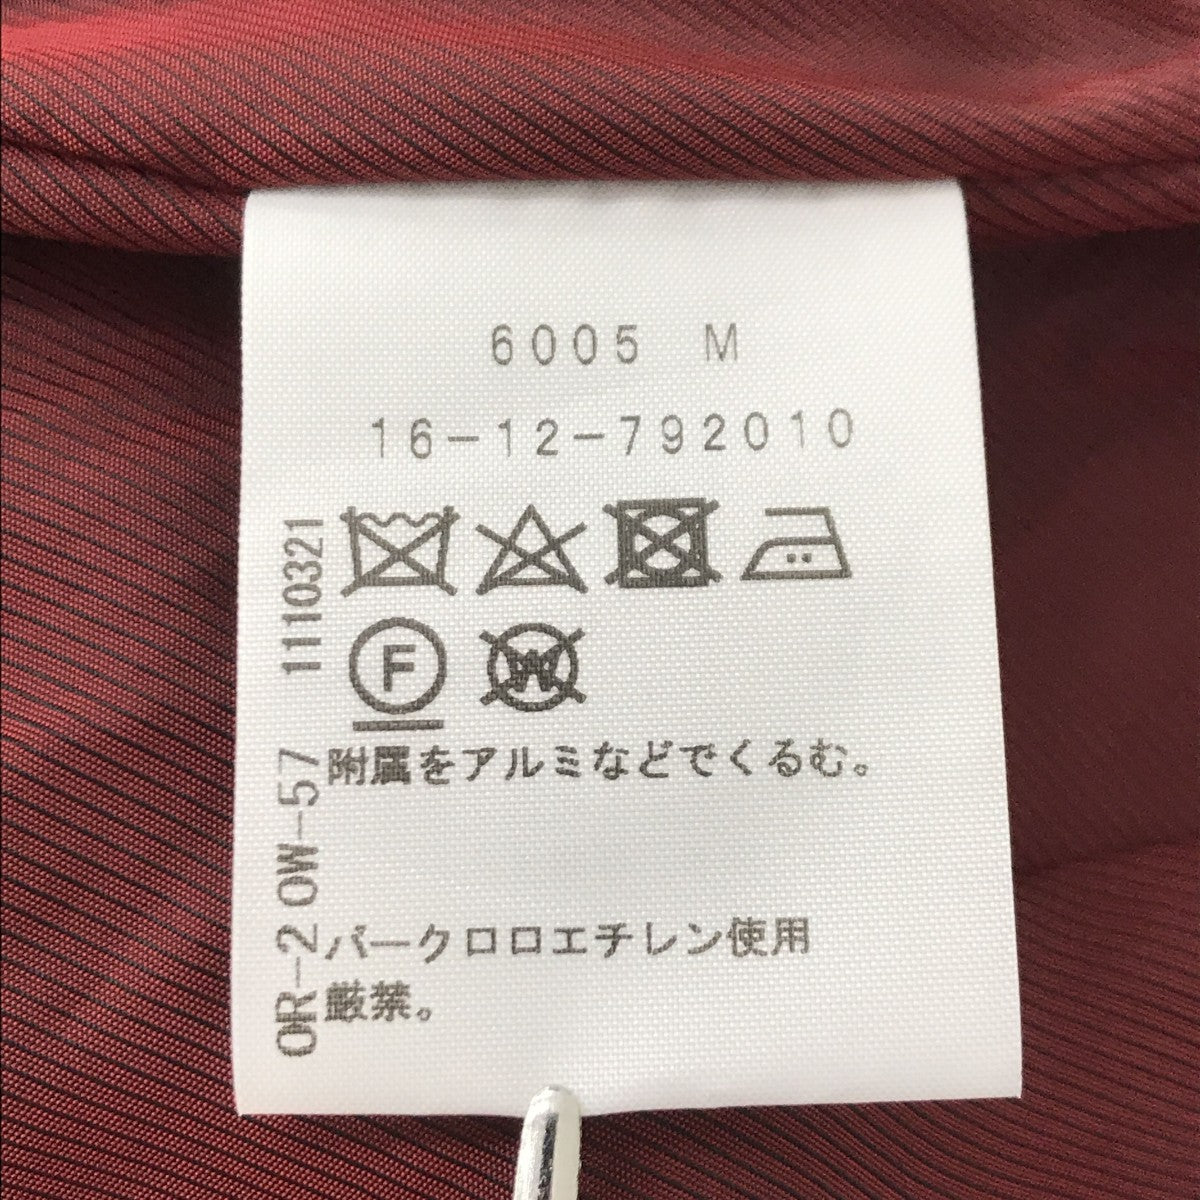 6005 M
16-12-792010
F
W
附属をアルミなどでくるむ。
パークロロエチレン使用
厳禁。
OR-2 OW-57 1110321